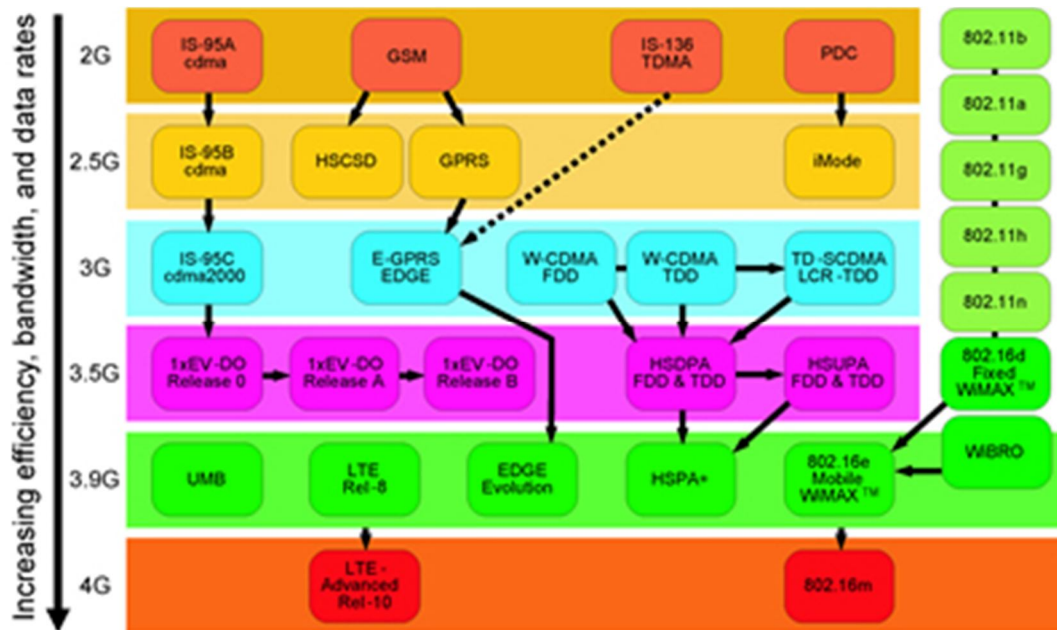 Increasing efficiency, bandwidth, and data rates
2G
IS-95A
cdma
GSM
IS-136
TDMA
PDC
802.11b
802.11a
2.5G
IS-95B
cdma
HSCSD
GPRS
iMode
802.11g
802.11h
3G
IS-95C
cdma2000
E-GPRS
EDGE
W-CDMA
FDD
W-CDMA
TDD
TD-SCDMA
LCR-TDD
802.11n
3.5G
1xEV-DO
Release 0
1xEV-DO
Release A
1xEV-DO
Release B
HSDPA
FDD & TDD
HSUPA
FDD & TDD
802.16d
Fixed
WiMAX TM
3.9G
UMB
LTE
Rel-8
EDGE
Evolution
HSPA+
802.16e
Mobile
WiMAX TM
WiBRO
4G
LTE -
Advanced
Rel-10
802.16m